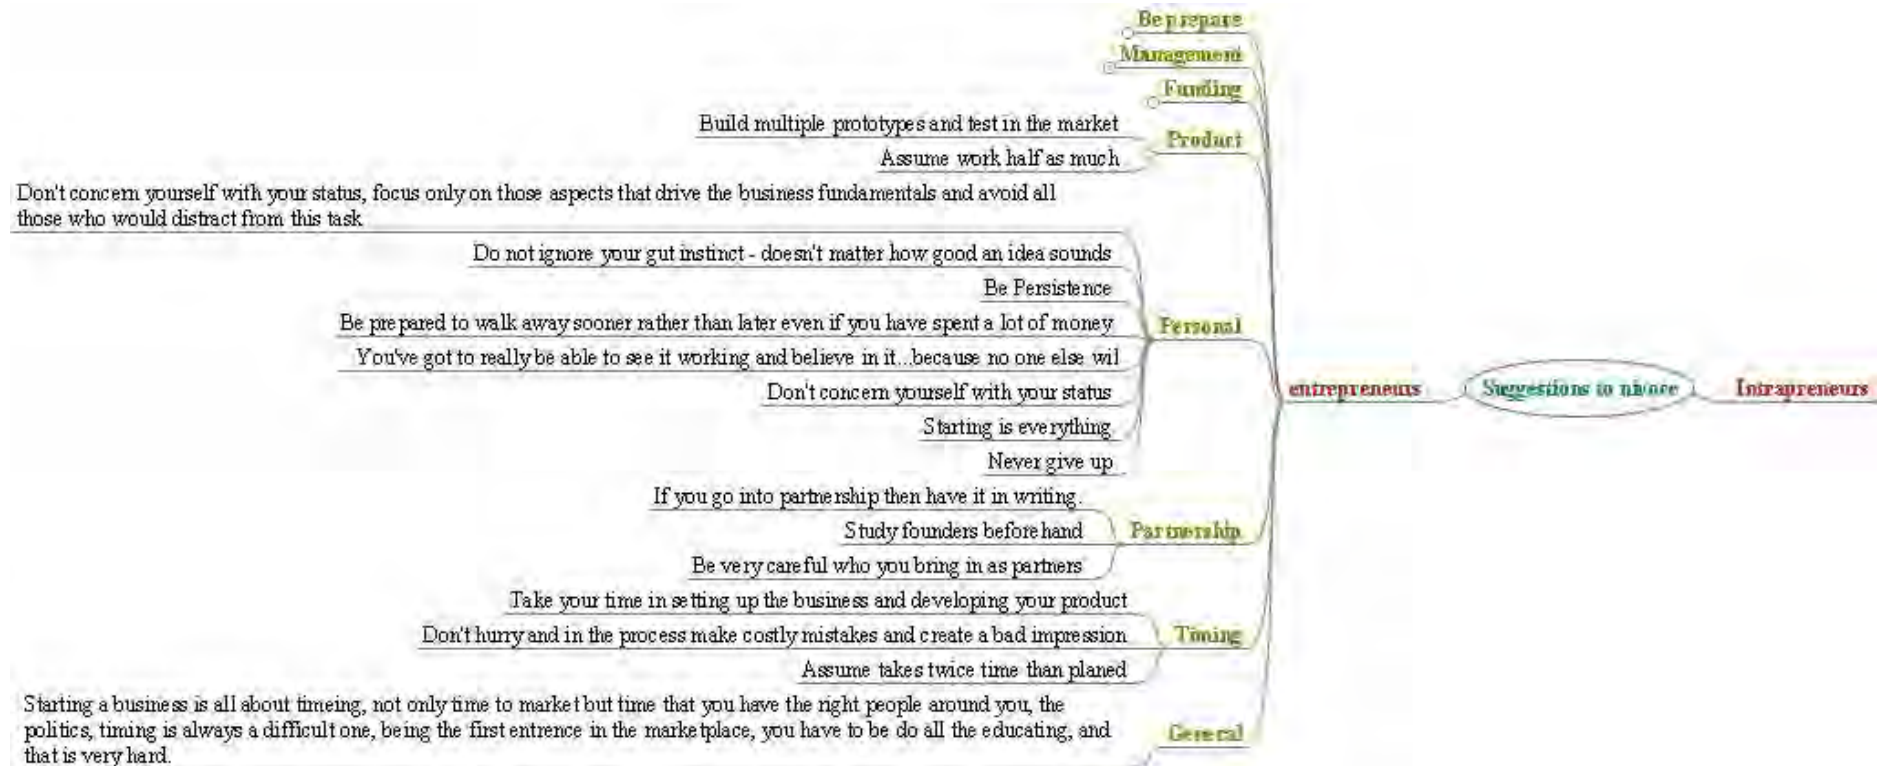 Be prepare
Management
Funding
Build multiple prototypes and test in the market
Product
Assume work half as much
Don't concern yourself with your status, focus only on those aspects that drive the business fundamentals and avoid all
those who would distract from this task
Do not ignore your gut instinct - doesn't matter how good an idea sounds
Be Persistence
Be prepared to walk away sooner rather than later even if you have spent a lot of money
Personal
You've got to really be able to see it working and believe in it...because no one else wil
Don't concern yourself with your status
entrepreneurs
Suggestions to
Intrapreneurs
Starting is everything.
Never give up
If you go into partnership then have it in writing.
Study founders before hand
Partnership
Be very careful who you bring in as partners
Take your time in setting up the business and developing your product
Don't hurry and in the process make costly mistakes and create a bad impression
Timing
Assume takes twice time than planed
Starting a business is all about timeing, not only time to market but time that you have the right people around you, the
politics, timing is always a difficult one, being the first entrence in the marketplace, you have to be do all the educating, and
that is very hard.
General